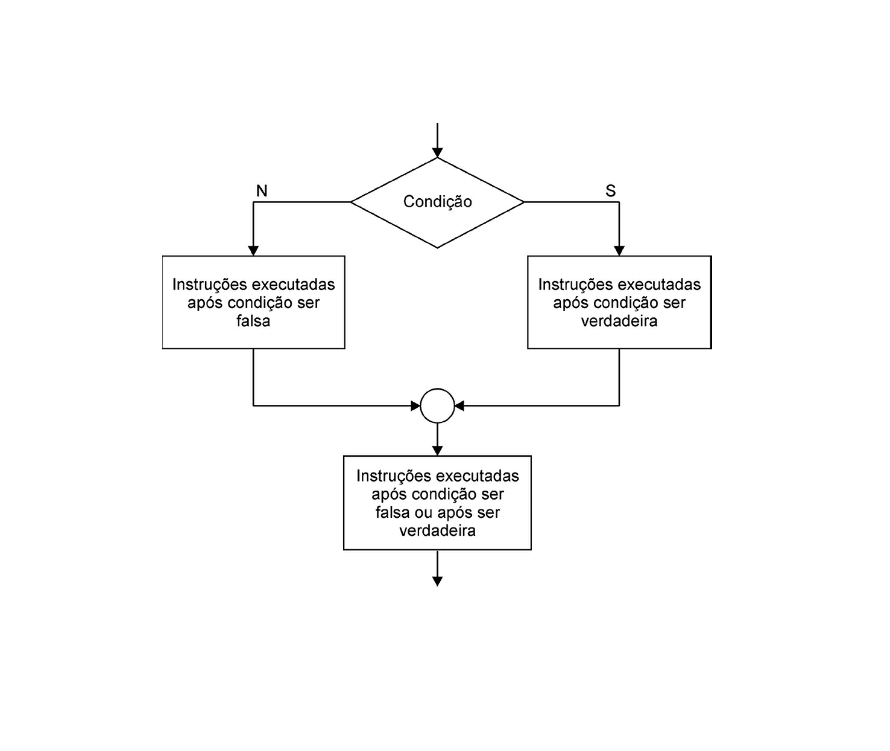 Condição
N
S
Instruções executadas
após condição ser
falsa
Instruções executadas
após condição ser
verdadeira
Instruções executadas
após condição ser
falsa ou após ser
verdadeira